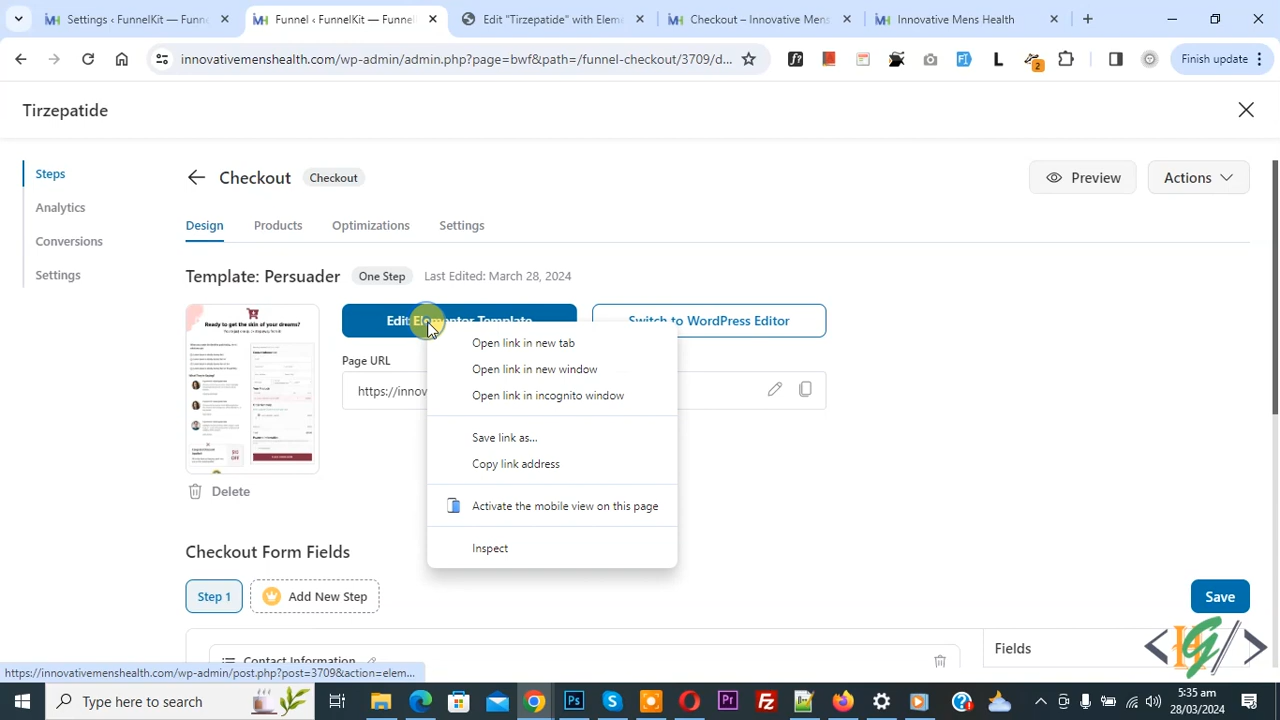 Settings ‹ FunnelKit — Funnel
Funnel ‹ FunnelKit — Funnel
Edit "Tirzepatide" with Elem
Checkout – Innovative Mens
Innovative Mens Health
innovativemenshealth.com/wp-admin/admin.php?page=bwf&path=/funnel-checkout/3709/d...
2
Finish update
Tirzepatide
Steps
Analytics
Conversions
Settings
Checkout
Checkout
Preview
Actions
Design
Products
Optimizations
Settings
Template: Persuader
One Step
Last Edited: March 28, 2024
Ready to get the skin of your dreams?
Edit Elementor Template
Switch to WordPress Editor
Page URL
https://innov
Open link in new tab
Open link in new window
Open link in incognito window
Save link as...
Copy link address
Activate the mobile view on this page
Inspect
Delete
Checkout Form Fields
Step 1
Add New Step
Save
Contact Information
Fields
https://innovativemenshealth.com/wp-admin/post.php?post=3709&action=elem...
Type here to search
5:35 am
28/03/2024